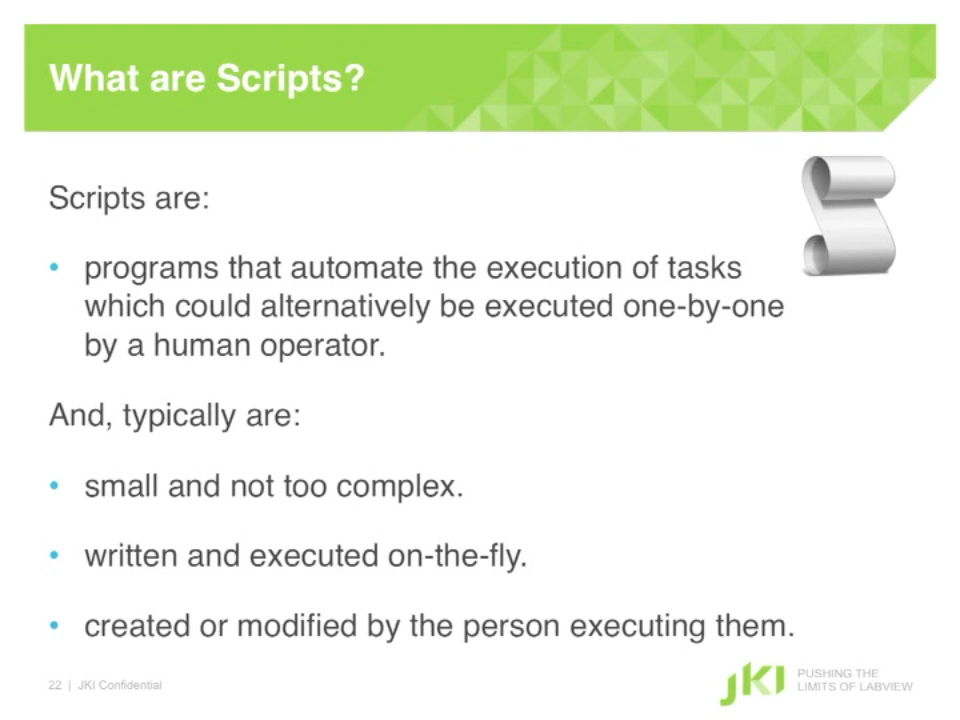 What are Scripts?
Scripts are:
• programs that automate the execution of tasks
which could alternatively be executed one-by-one
by a human operator.
And, typically are:
• small and not too complex.
• written and executed on-the-fly.
• created or modified by the person executing them.
22 | JKI Confidential
JKI
PUSHING THE
LIMITS OF LABVIEW